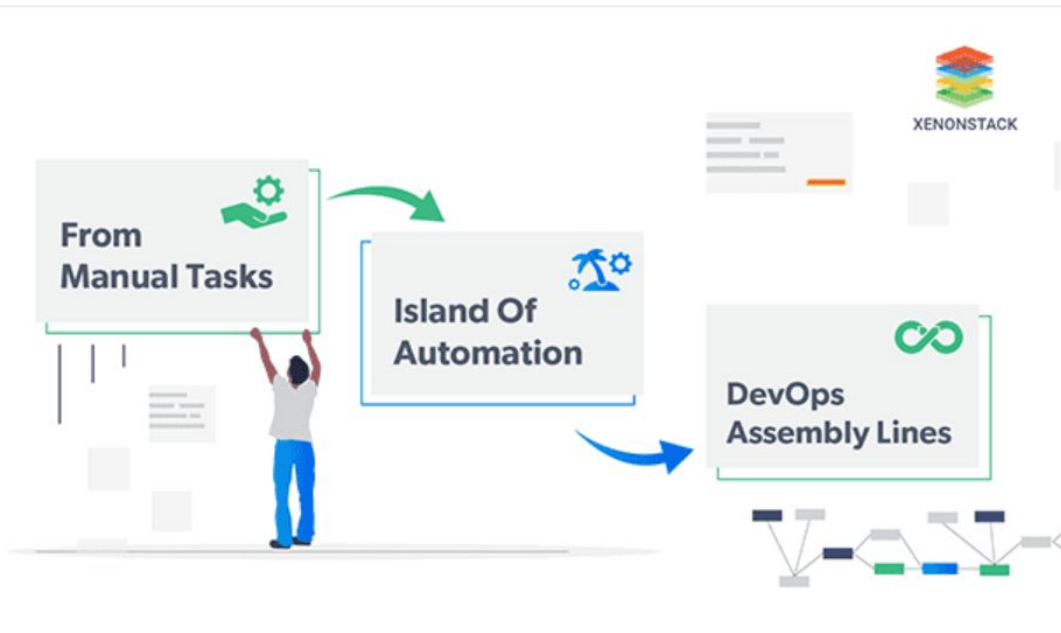 XENONSTACK
From
Manual Tasks
Island Of
Automation
DevOps
Assembly Lines